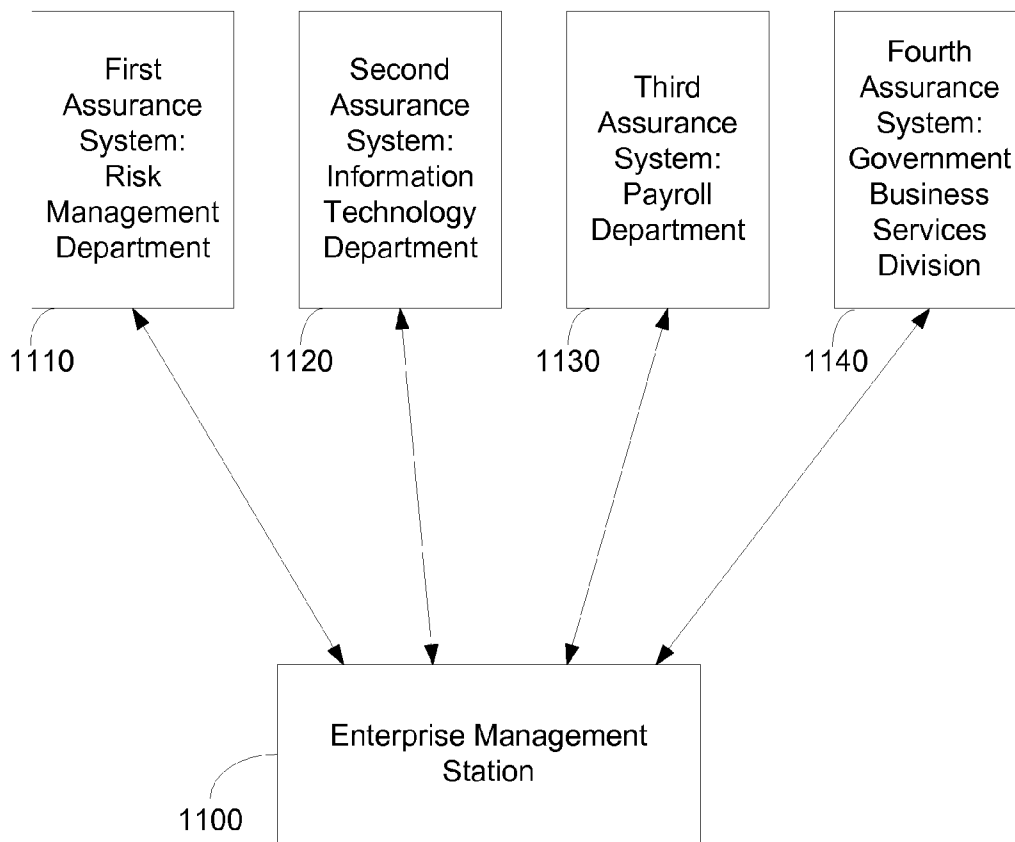 First
Assurance
System:
Risk
Management
Department
Second
Assurance
System:
Information
Technology
Department
Third
Assurance
System:
Payroll
Department
Fourth
Assurance
System:
Government
Business
Services
Division
1110
1120
1130
1140
Enterprise Management
Station
1100